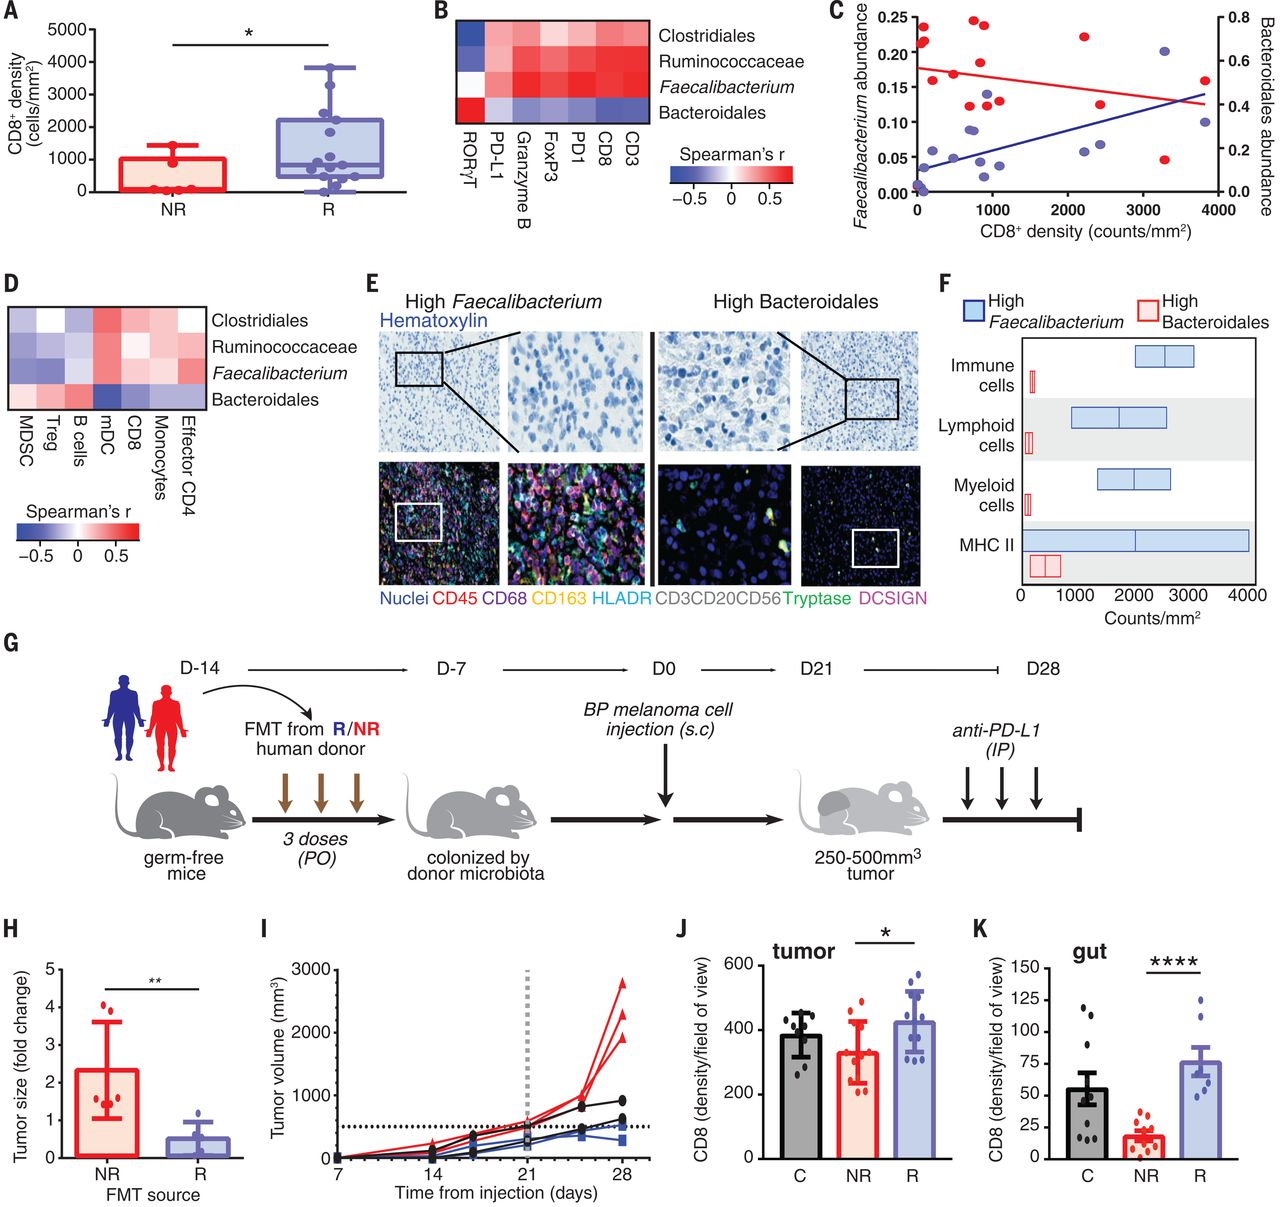 A
CD8+ density
(cells/mm2)
5000
4000
3000
2000
1000
0
*
NR
R
B
Clostridiales
Ruminococcaceae
Faecalibacterium
Bacteroidales
RORγT
PD-L1
Granzyme B
FoxP3
PD1
CD8
CD3
Spearman's r
−0.5 0 0.5
C
Faecalibacterium abundance
0.25
0.20
0.15
0.10
0.05
0.00
0.8
0.6
0.4
0.2
0.0
Bacteroidales abundance
0 1000 2000 3000 4000
CD8+ density (counts/mm2)
D
Clostridiales
Ruminococcaceae
Faecalibacterium
Bacteroidales
MDSC
Treg
B cells
mDC
CD8
Monocytes
Effector CD4
Spearman's r
−0.5 0 0.5
E
High Faecalibacterium
High Bacteroidales
Hematoxylin
Nuclei CD45 CD68 CD163 HLADR CD3CD20CD56 Tryptase DCSIGN
F
High
Faecalibacterium
High
Bacteroidales
Immune
cells
Lymphoid
cells
Myeloid
cells
MHC II
0 1000 2000 3000 4000
Counts/mm2
G
D-14 D-7 D0 D21 D28
FMT from R/NR
human donor
BP melanoma cell
injection (s.c)
anti-PD-L1
(IP)
3 doses
(PO)
germ-free
mice
colonized by
donor microbiota
250-500mm3
tumor
H
Tumor size (fold change)
5
4
3
2
1
0
**
NR R
FMT source
I
Tumor volume (mm3)
3000
2000
1000
0
7 14 21 28
Time from injection (days)
J
tumor
*
CD8 (density/field of view)
600
400
200
0
C NR R
K
gut
****
CD8 (density/field of view)
150
125
100
75
50
25
0
C NR R